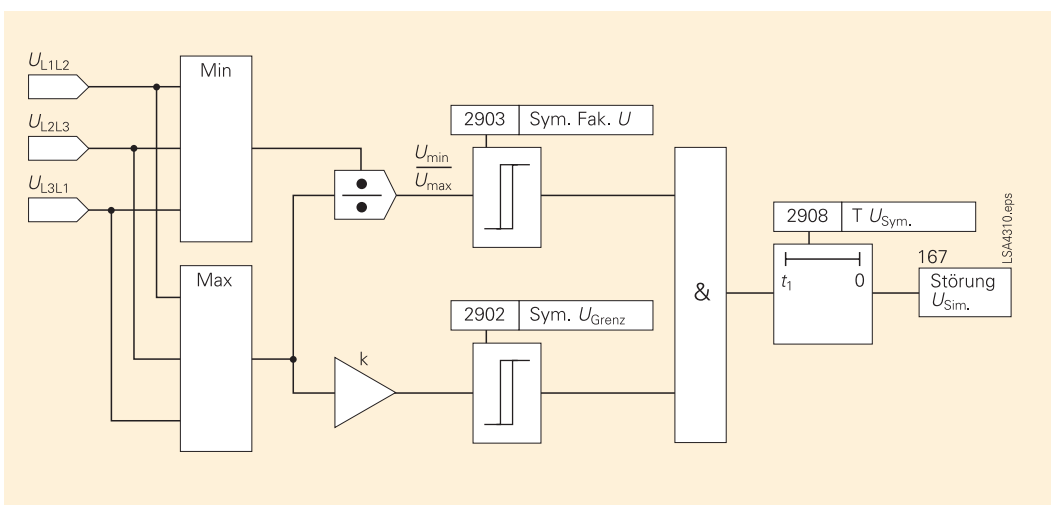 U_L1L2
U_L2L3
U_L3L1
Min
Max
U_min
U_max
k
2903 Sym. Fak. U
2902 Sym. U_Grenz
&
2908 T U_Sym.
t_1 0
167
Störung
U_Sim.
LSA4310.eps